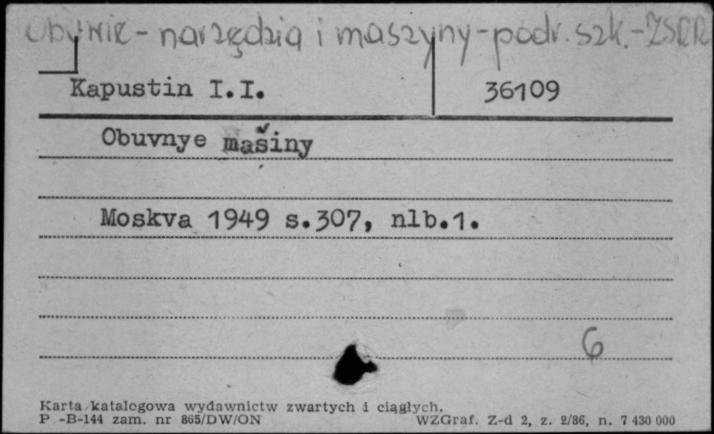 Obuwie - narzędzia i maszyny - podr. szk. - ZSRR
Kapustin I.I. 36109
Obuvnye mašiny
Moskva 1949 s.307, nlb.1.
6
Karta katalogowa wydawnictw zwartych i ciągłych.
P-B-144 zam. nr 865/DW/ON WZGraf. Z-d 2, z. 2/86, n. 7 430 000